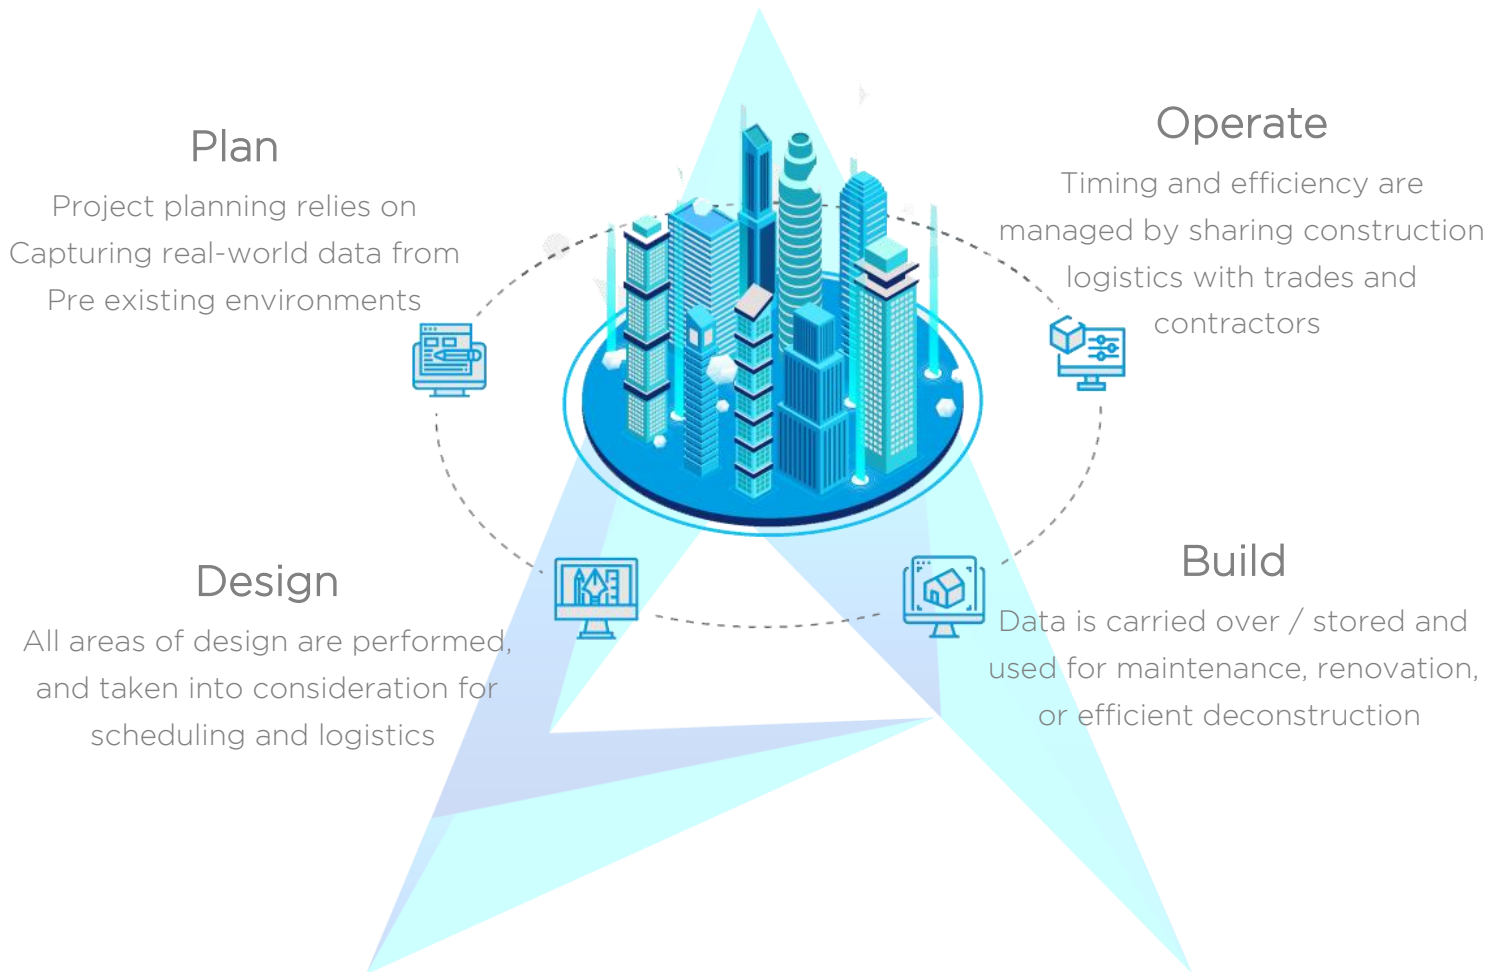 Plan
Project planning relies on
Capturing real-world data from
Pre existing environments
Operate
Timing and efficiency are
managed by sharing construction
logistics with trades and
contractors
Design
All areas of design are performed,
and taken into consideration for
scheduling and logistics
Build
Data is carried over / stored and
used for maintenance, renovation,
or efficient deconstruction